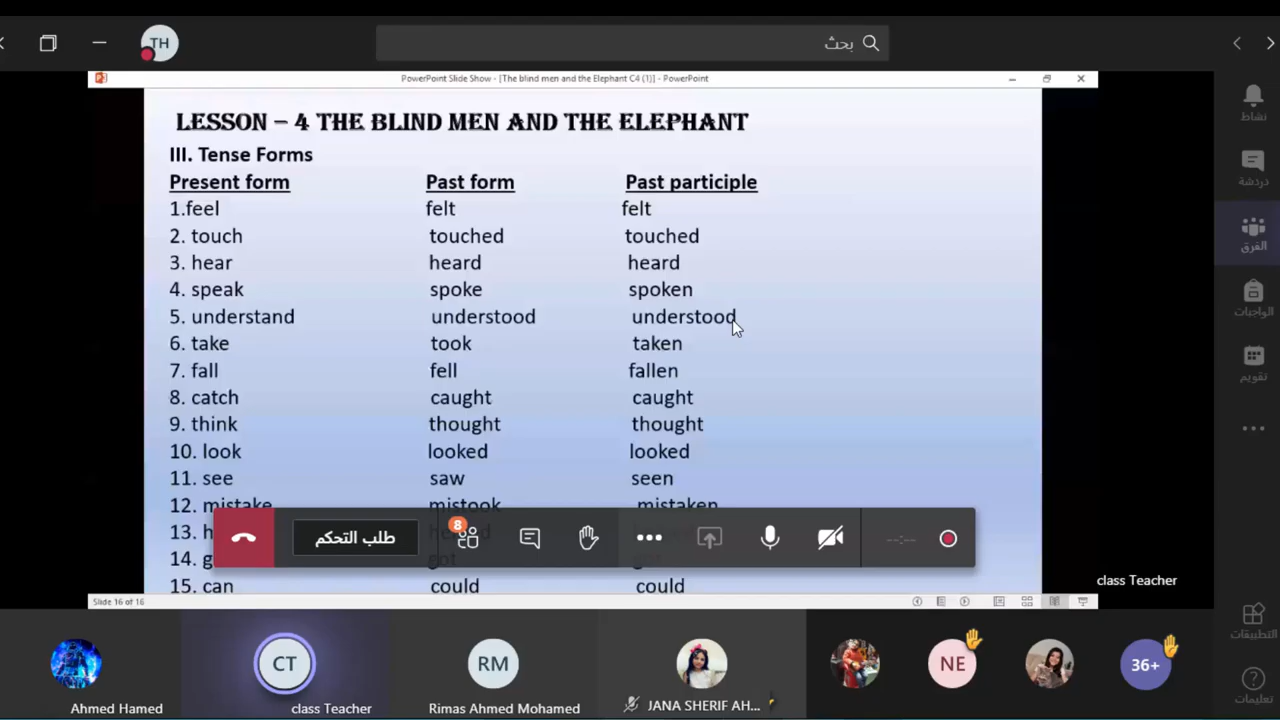 TH
بحث
PowerPoint Slide Show - [The blind men and the Elephant C4 (1)] - PowerPoint
LESSON – 4 THE BLIND MEN AND THE ELEPHANT
III. Tense Forms
Present form Past form Past participle
1.feel felt felt
2. touch touched touched
3. hear heard heard
4. speak spoke spoken
5. understand understood understood
6. take took taken
7. fall fell fallen
8. catch caught caught
9. think thought thought
10. look looked looked
11. see saw seen
12. mistake mistook mistaken
13. h
14. g got got
15. can could could
طلب التحكم
8
--:--
class Teacher
Slide 16 of 16
نشاط
دردشة
الفرق
الواجبات
تقويم
التطبيقات
تعليمات
CT
RM
NE
36+
Ahmed Hamed
class Teacher
Rimas Ahmed Mohamed
JANA SHERIF AH...